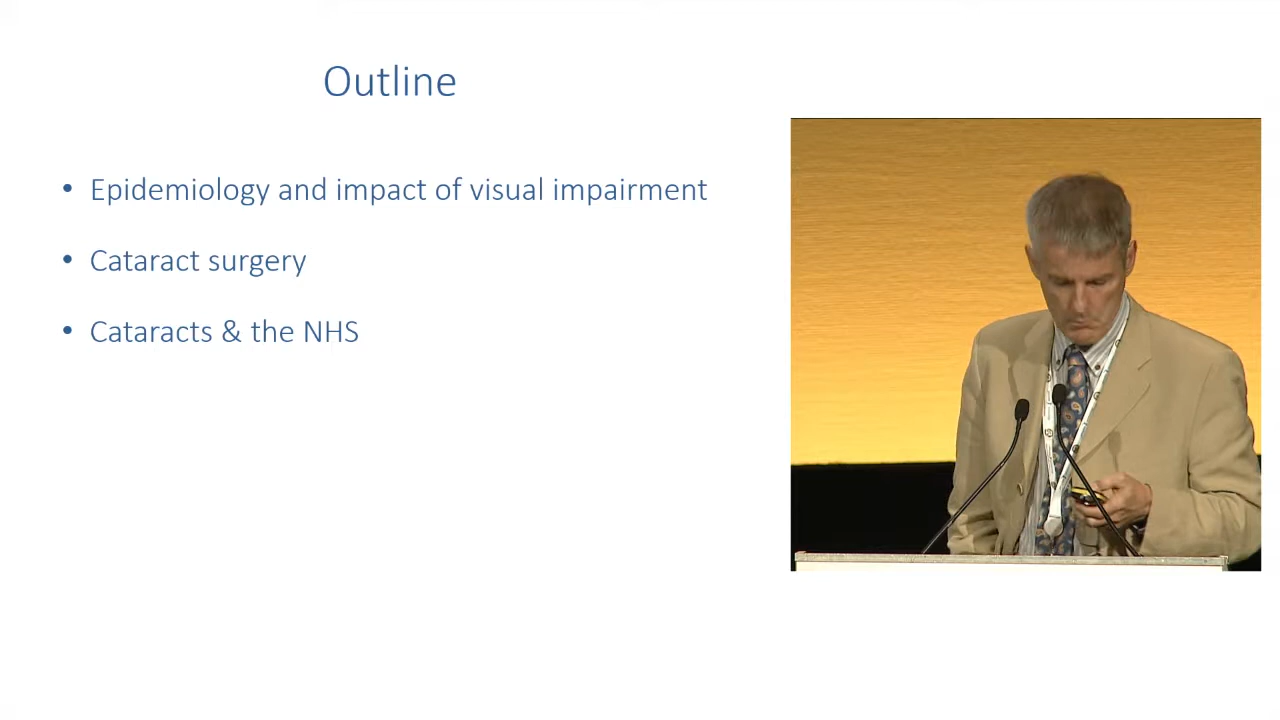 Outline
• Epidemiology and impact of visual impairment
• Cataract surgery
• Cataracts & the NHS